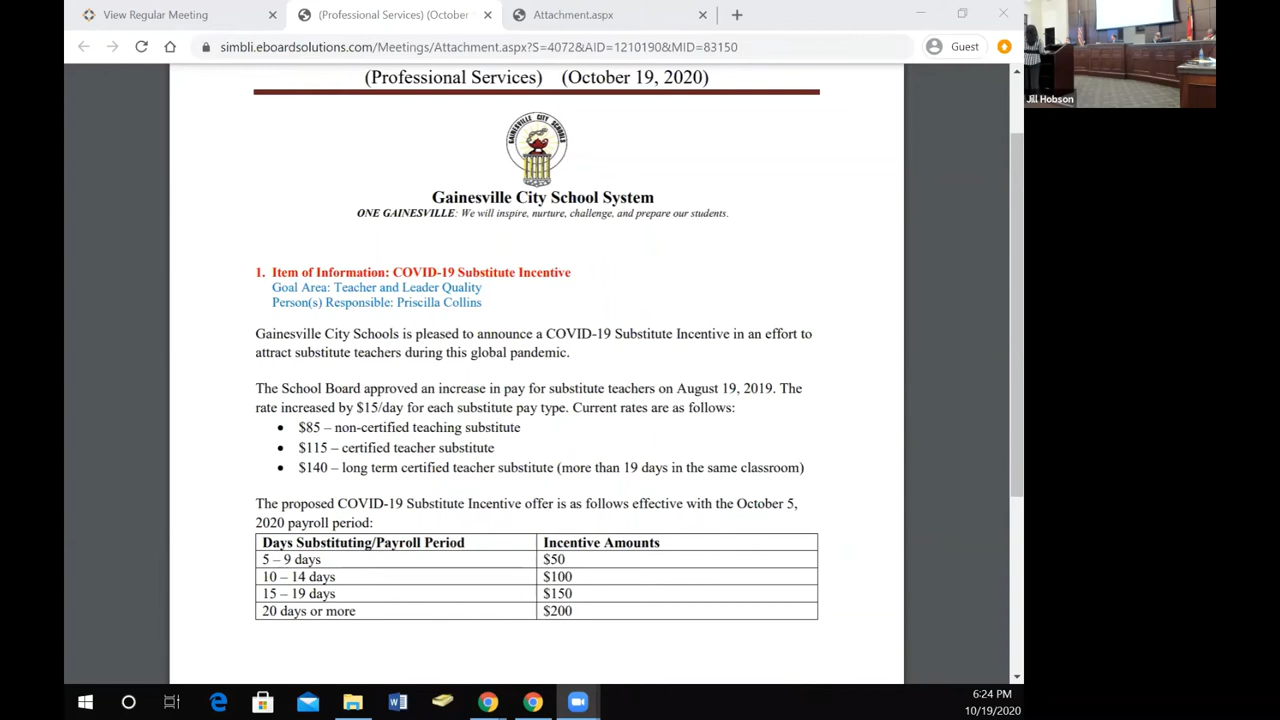 View Regular Meeting
(Professional Services) (October
Attachment.aspx
simbli.eboardsolutions.com/Meetings/Attachment.aspx?S=4072&AID=1210190&MID=83150
Guest
Jill Hobson
(Professional Services) (October 19, 2020)
GAINESVILLE CITY SCHOOLS
Gainesville City School System
ONE GAINESVILLE: We will inspire, nurture, challenge, and prepare our students.
1. Item of Information: COVID-19 Substitute Incentive
Goal Area: Teacher and Leader Quality
Person(s) Responsible: Priscilla Collins
Gainesville City Schools is pleased to announce a COVID-19 Substitute Incentive in an effort to
attract substitute teachers during this global pandemic.
The School Board approved an increase in pay for substitute teachers on August 19, 2019. The
rate increased by $15/day for each substitute pay type. Current rates are as follows:
• $85 – non-certified teaching substitute
• $115 – certified teacher substitute
• $140 – long term certified teacher substitute (more than 19 days in the same classroom)
The proposed COVID-19 Substitute Incentive offer is as follows effective with the October 5,
2020 payroll period:
Days Substituting/Payroll Period Incentive Amounts
5 – 9 days $50
10 – 14 days $100
15 – 19 days $150
20 days or more $200
6:24 PM
10/19/2020